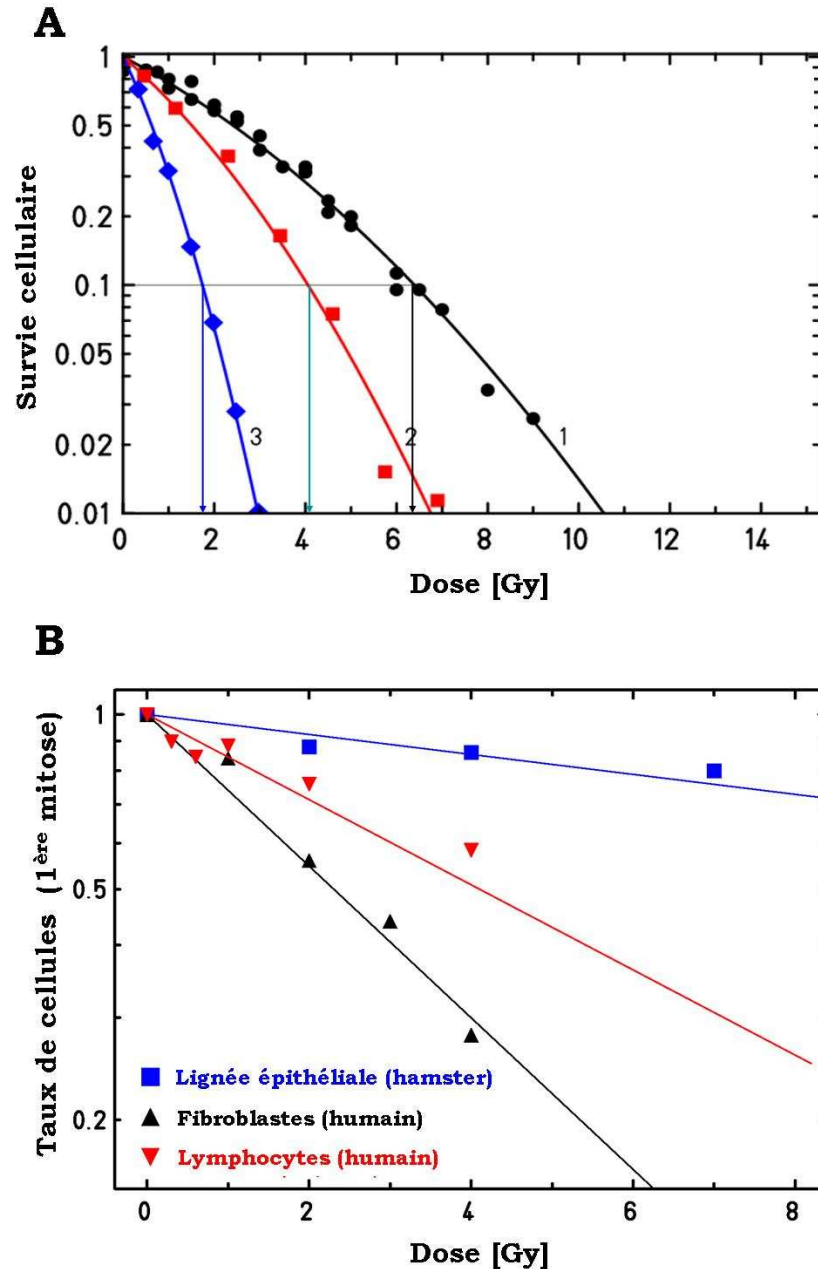 A
Survie cellulaire
1
0.5
0.2
0.1
0.05
0.02
0.01
3
2
1
0 2 4 6 8 10 12 14
Dose [Gy]
B
Taux de cellules (1ère mitose)
1
0.5
0.2
Lignée épithéliale (hamster)
Fibroblastes (humain)
Lymphocytes (humain)
0 2 4 6 8
Dose [Gy]